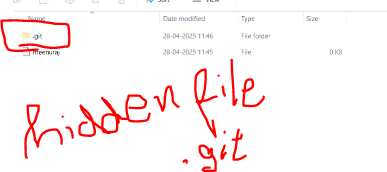 Sort View
Name Date modified Type Size
.git 28-04-2025 11:46 File folder
meenuraj 28-04-2025 11:45 File 0 KB
hidden file
.git